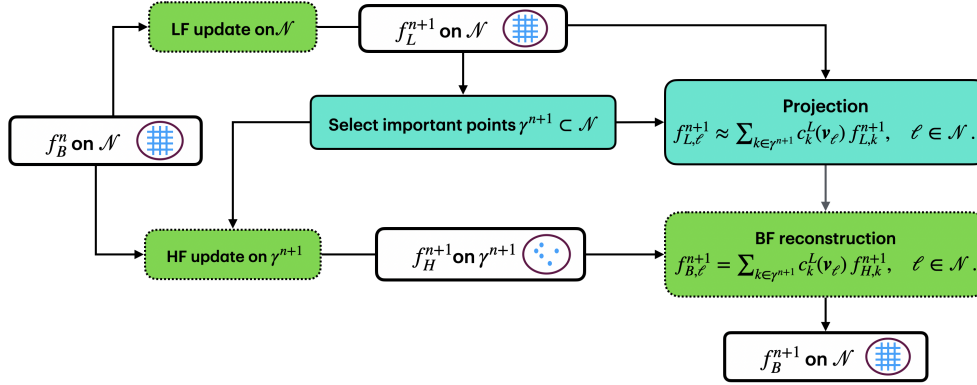 LF update on 𝒩
f_L^{n+1} on 𝒩
Projection
f_{L,ℓ}^{n+1} ≈ ∑_{k∈γ^{n+1}} c_k^L(𝒗_ℓ) f_{L,k}^{n+1}, ℓ ∈ 𝒩.
Select important points γ^{n+1} ⊂ 𝒩
f_B^n on 𝒩
HF update on γ^{n+1}
f_H^{n+1} on γ^{n+1}
BF reconstruction
f_{B,ℓ}^{n+1} = ∑_{k∈γ^{n+1}} c_k^L(𝒗_ℓ) f_{H,k}^{n+1}, ℓ ∈ 𝒩.
f_B^{n+1} on 𝒩